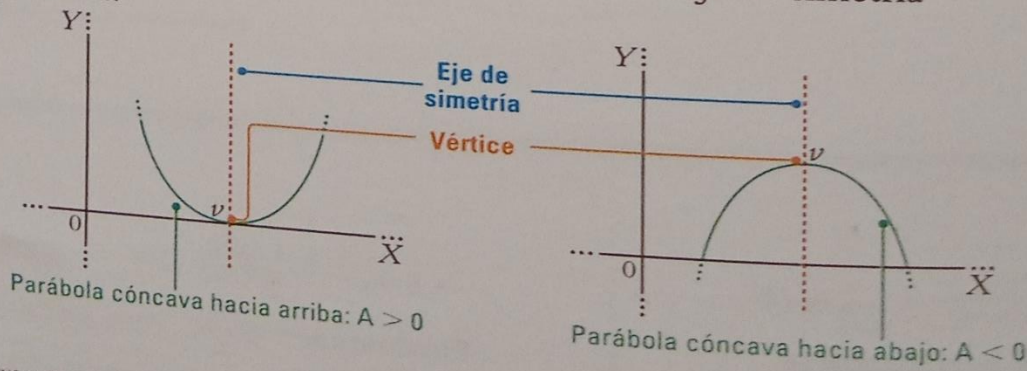 Y
Y
Eje de
simetría
Vértice
v
v
0
X
0
X
Parábola cóncava hacia arriba: A > 0
Parábola cóncava hacia abajo: A < 0